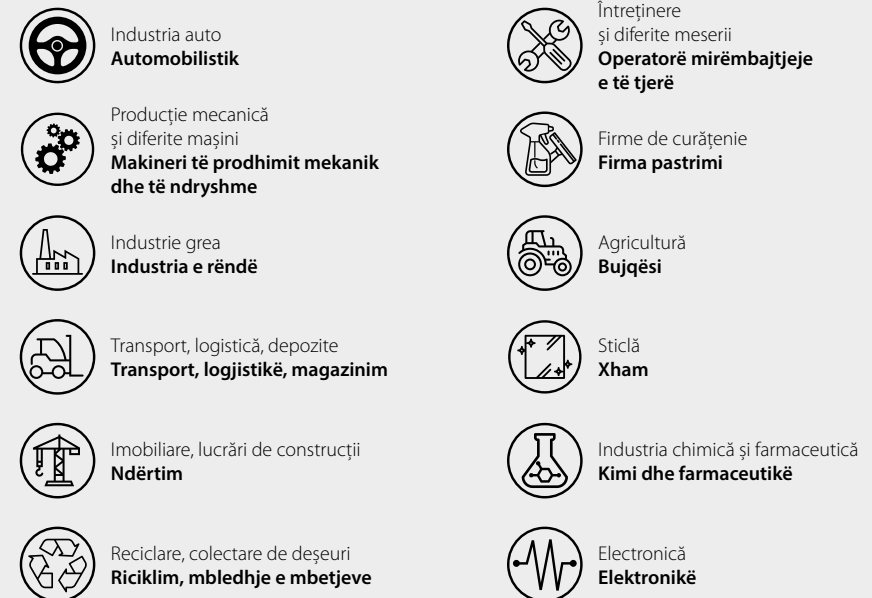 Industria auto
Automobilistik
Producție mecanică
și diferite mașini
Makineri të prodhimit mekanik
dhe të ndryshme
Industrie grea
Industria e rëndë
Transport, logistică, depozite
Transport, logjistikë, magazinim
Imobiliare, lucrări de construcții
Ndërtim
Reciclare, colectare de deșeuri
Riciklim, mbledhje e mbetjeve
Întreținere
și diferite meserii
Operatorë mirëmbajtjeje
e të tjerë
Firme de curățenie
Firma pastrimi
Agricultură
Bujqësi
Sticlă
Xham
Industria chimică și farmaceutică
Kimi dhe farmaceutikë
Electronică
Elektronikë